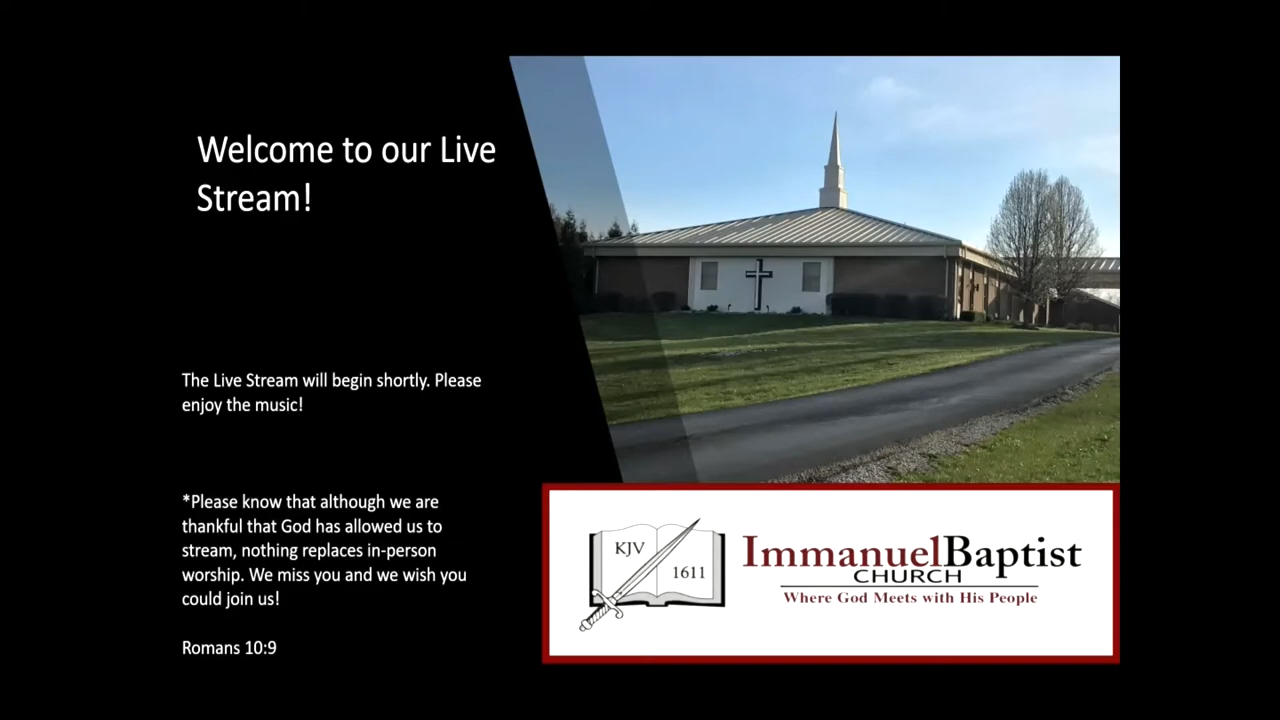 Welcome to our Live
Stream!
The Live Stream will begin shortly. Please
enjoy the music!
*Please know that although we are
thankful that God has allowed us to
stream, nothing replaces in-person
worship. We miss you and we wish you
could join us!
Romans 10:9
KJV
1611
ImmanuelBaptist
CHURCH
Where God Meets with His People